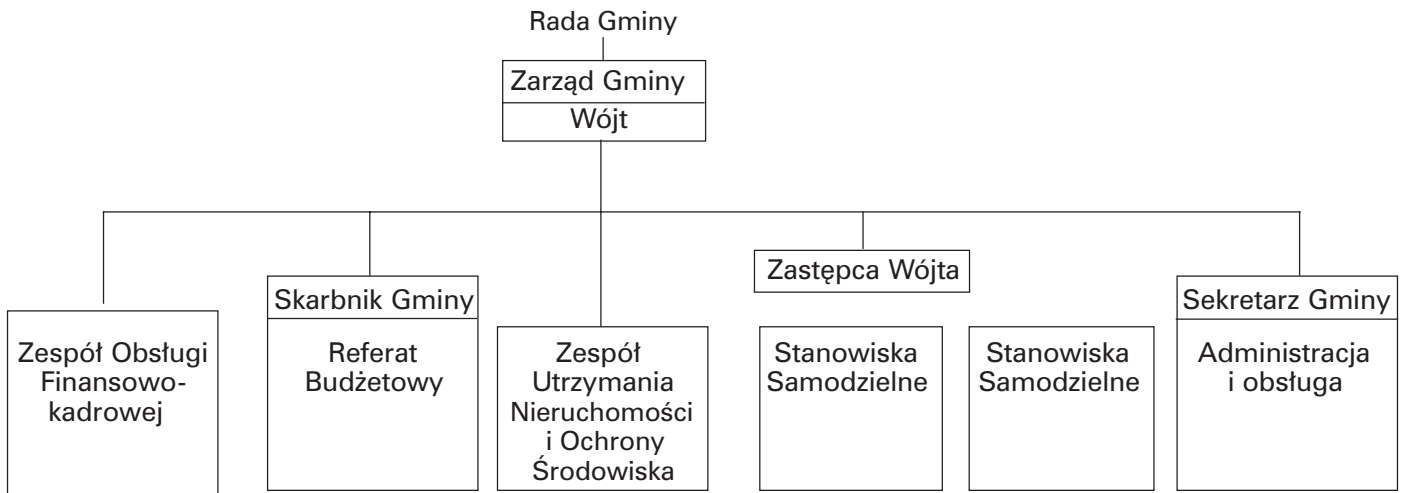 Rada Gminy
Zarząd Gminy
Wójt
Zastępca Wójta
Skarbnik Gminy
Sekretarz Gminy
Zespół Obsługi
Finansowo-
kadrowej
Referat
Budżetowy
Zespół
Utrzymania
Nieruchomości
i Ochrony
Środowiska
Stanowiska
Samodzielne
Stanowiska
Samodzielne
Administracja
i obsługa